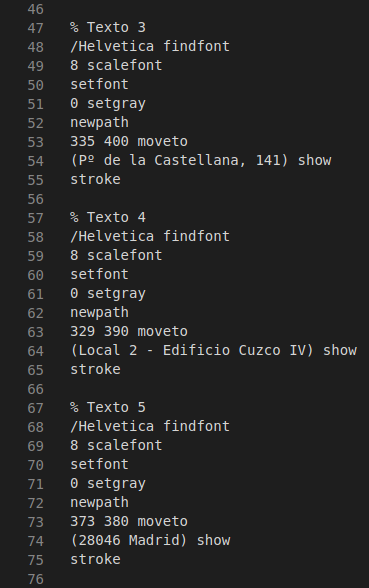 46
47 % Texto 3
48 /Helvetica findfont
49 8 scalefont
50 setfont
51 0 setgray
52 newpath
53 335 400 moveto
54 (Pº de la Castellana, 141) show
55 stroke
56
57 % Texto 4
58 /Helvetica findfont
59 8 scalefont
60 setfont
61 0 setgray
62 newpath
63 329 390 moveto
64 (Local 2 - Edificio Cuzco IV) show
65 stroke
66
67 % Texto 5
68 /Helvetica findfont
69 8 scalefont
70 setfont
71 0 setgray
72 newpath
73 373 380 moveto
74 (28046 Madrid) show
75 stroke
76